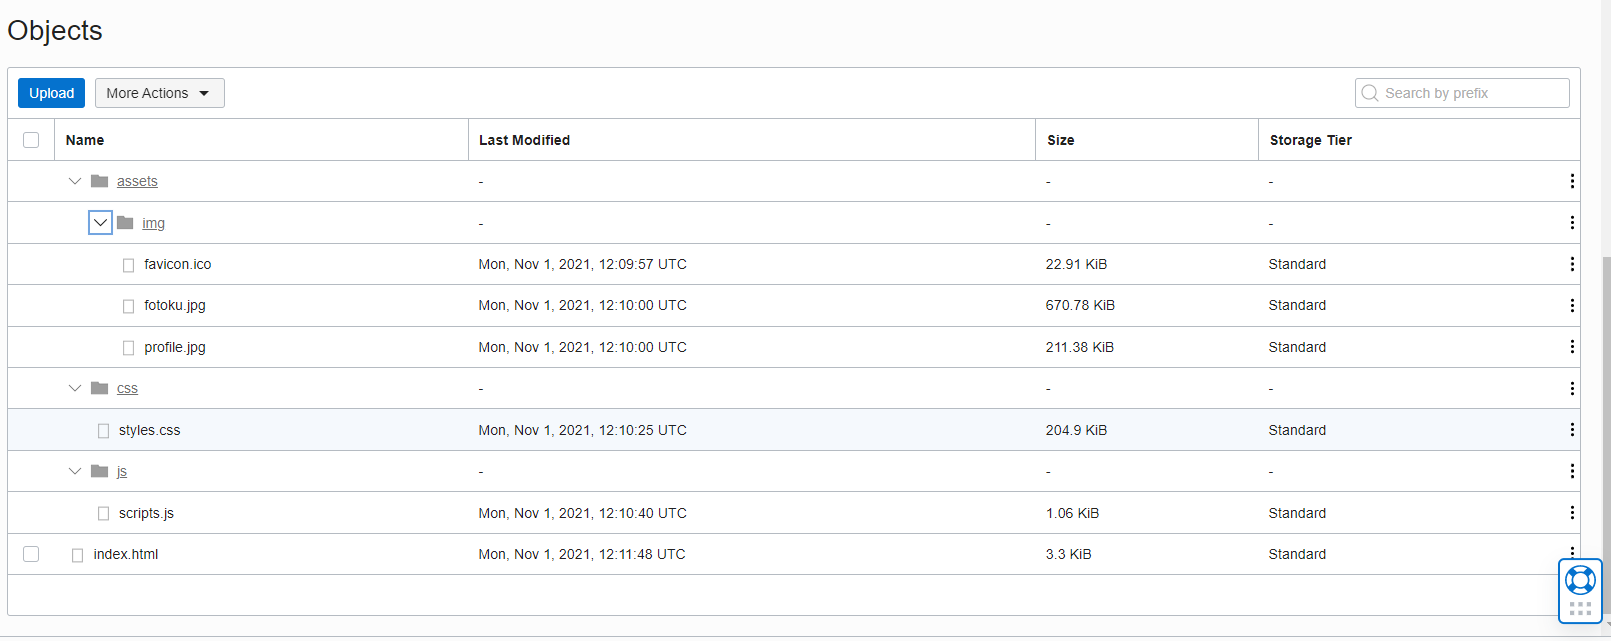 Objects
Upload More Actions Search by prefix
Name Last Modified Size Storage Tier
assets - - -
img - - -
favicon.ico Mon, Nov 1, 2021, 12:09:57 UTC 22.91 KiB Standard
fotoku.jpg Mon, Nov 1, 2021, 12:10:00 UTC 670.78 KiB Standard
profile.jpg Mon, Nov 1, 2021, 12:10:00 UTC 211.38 KiB Standard
css - - -
styles.css Mon, Nov 1, 2021, 12:10:25 UTC 204.9 KiB Standard
js - - -
scripts.js Mon, Nov 1, 2021, 12:10:40 UTC 1.06 KiB Standard
index.html Mon, Nov 1, 2021, 12:11:48 UTC 3.3 KiB Standard